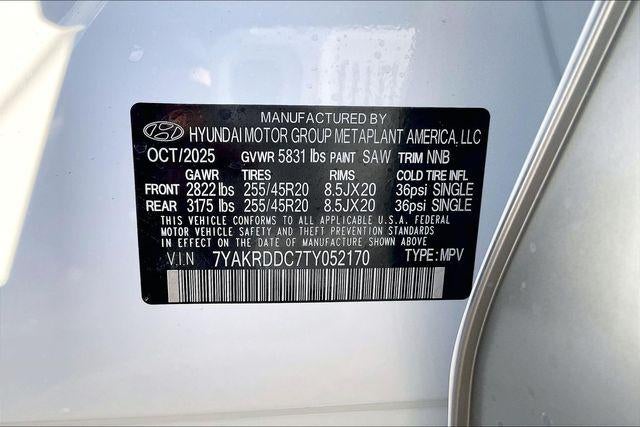 MANUFACTURED BY
HYUNDAI MOTOR GROUP METAPLANT AMERICA, LLC
OCT/2025 GVWR 5831 lbs PAINT SAW TRIM NNB
GAWR TIRES RIMS COLD TIRE INFL
FRONT 2822 lbs 255/45R20 8.5JX20 36psi SINGLE
REAR 3175 lbs 255/45R20 8.5JX20 36psi SINGLE
THIS VEHICLE CONFORMS TO ALL APPLICABLE U.S.A. FEDERAL
MOTOR VEHICLE SAFETY AND THEFT PREVENTION STANDARDS
IN EFFECT ON THE DATE OF MANUFACTURE SHOWN ABOVE.
V.I.N 7YAKRDDC7TY052170 TYPE: MPV